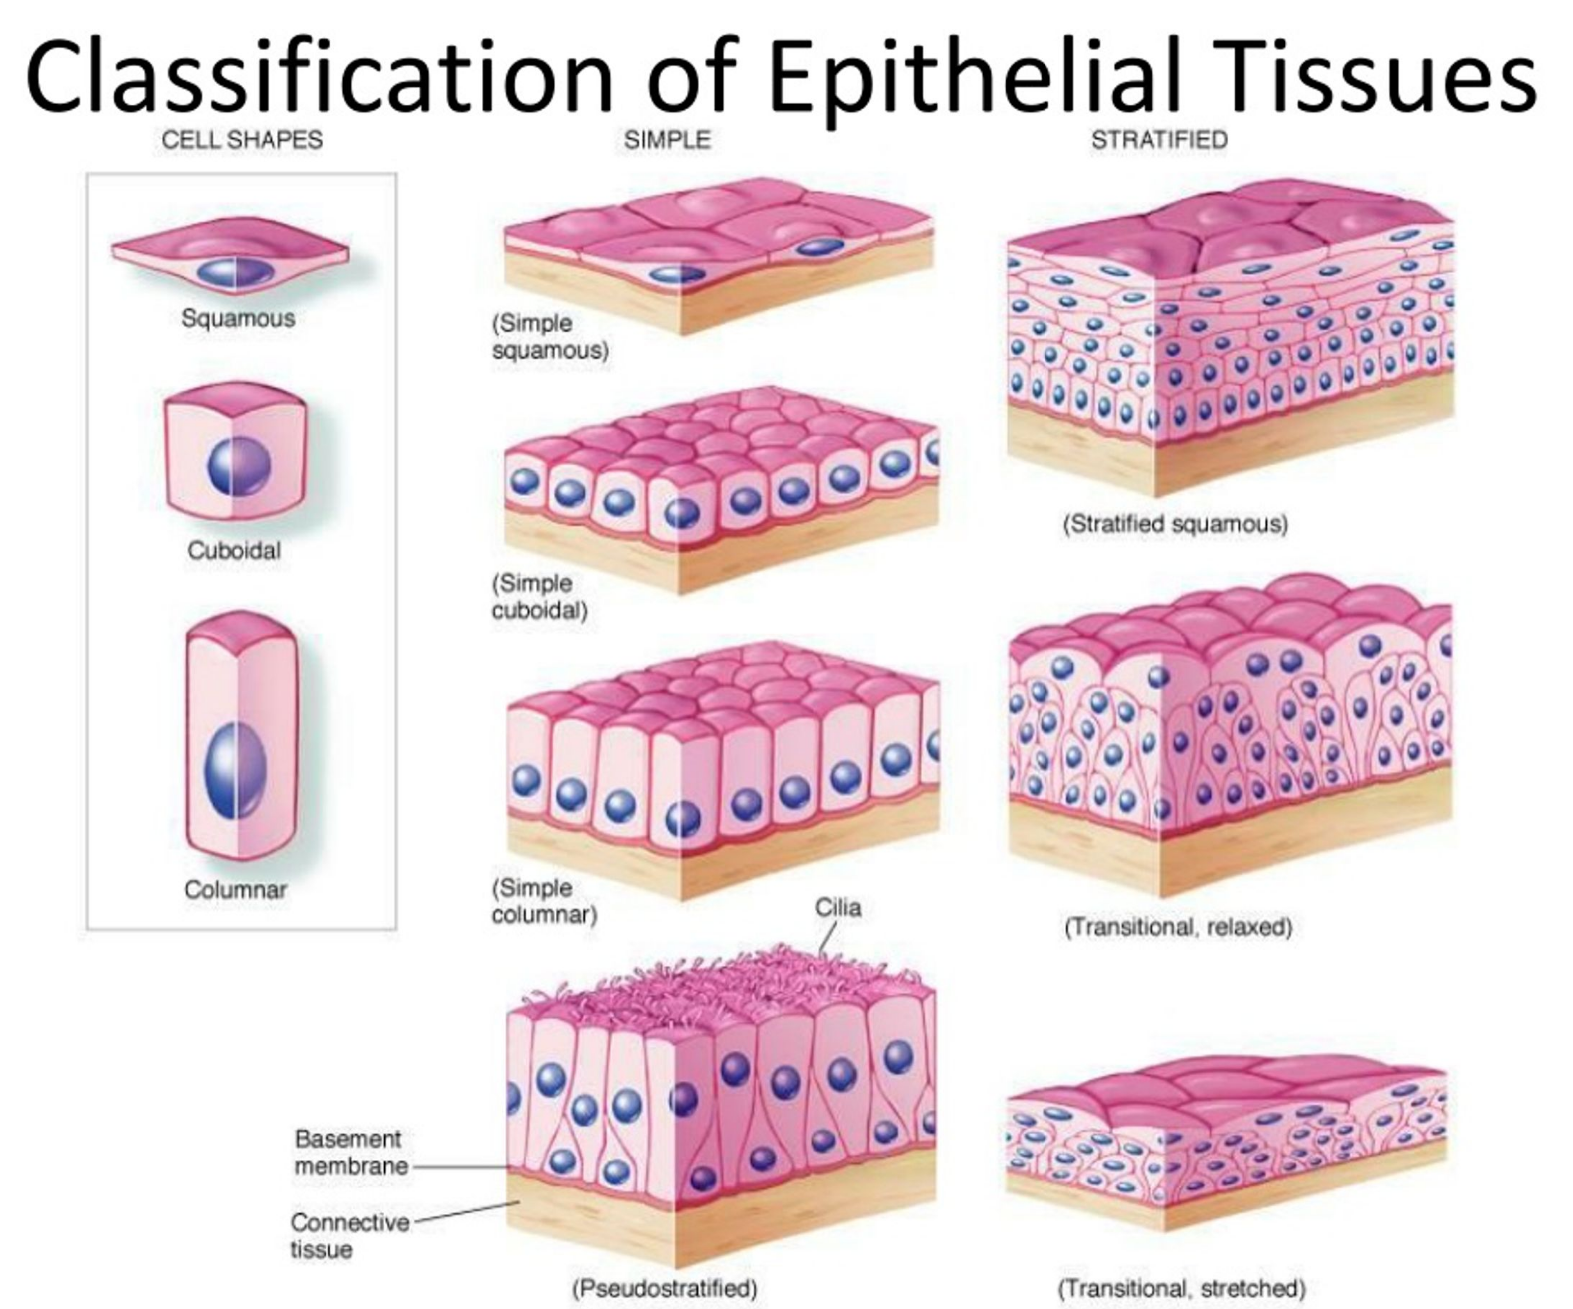 Classification of Epithelial Tissues
CELL SHAPES
SIMPLE
STRATIFIED
Squamous
(Simple
squamous)
Cuboidal
(Stratified squamous)
(Simple
cuboidal)
Columnar
(Simple
columnar)
Cilia
(Transitional, relaxed)
Basement
membrane
Connective
tissue
(Pseudostratified)
(Transitional, stretched)